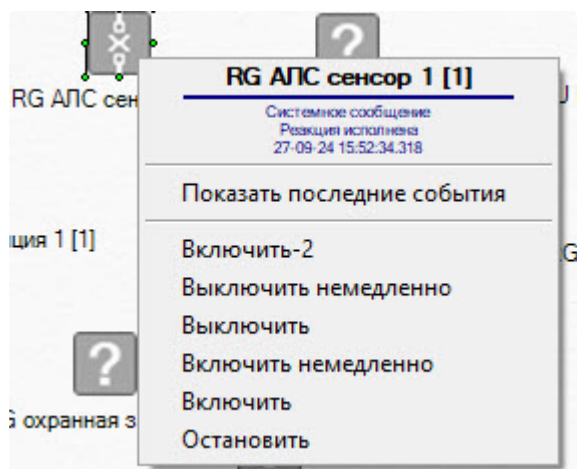 RG АЛС сен
RG АЛС сенсор 1 [1]
Системное сообщение
Реакция исполнена
27-09-24 15:52:34.318
Показать последние события
ция 1 [1]
Включить-2
Выключить немедленно
Выключить
Включить немедленно
Включить
охранная з
Остановить